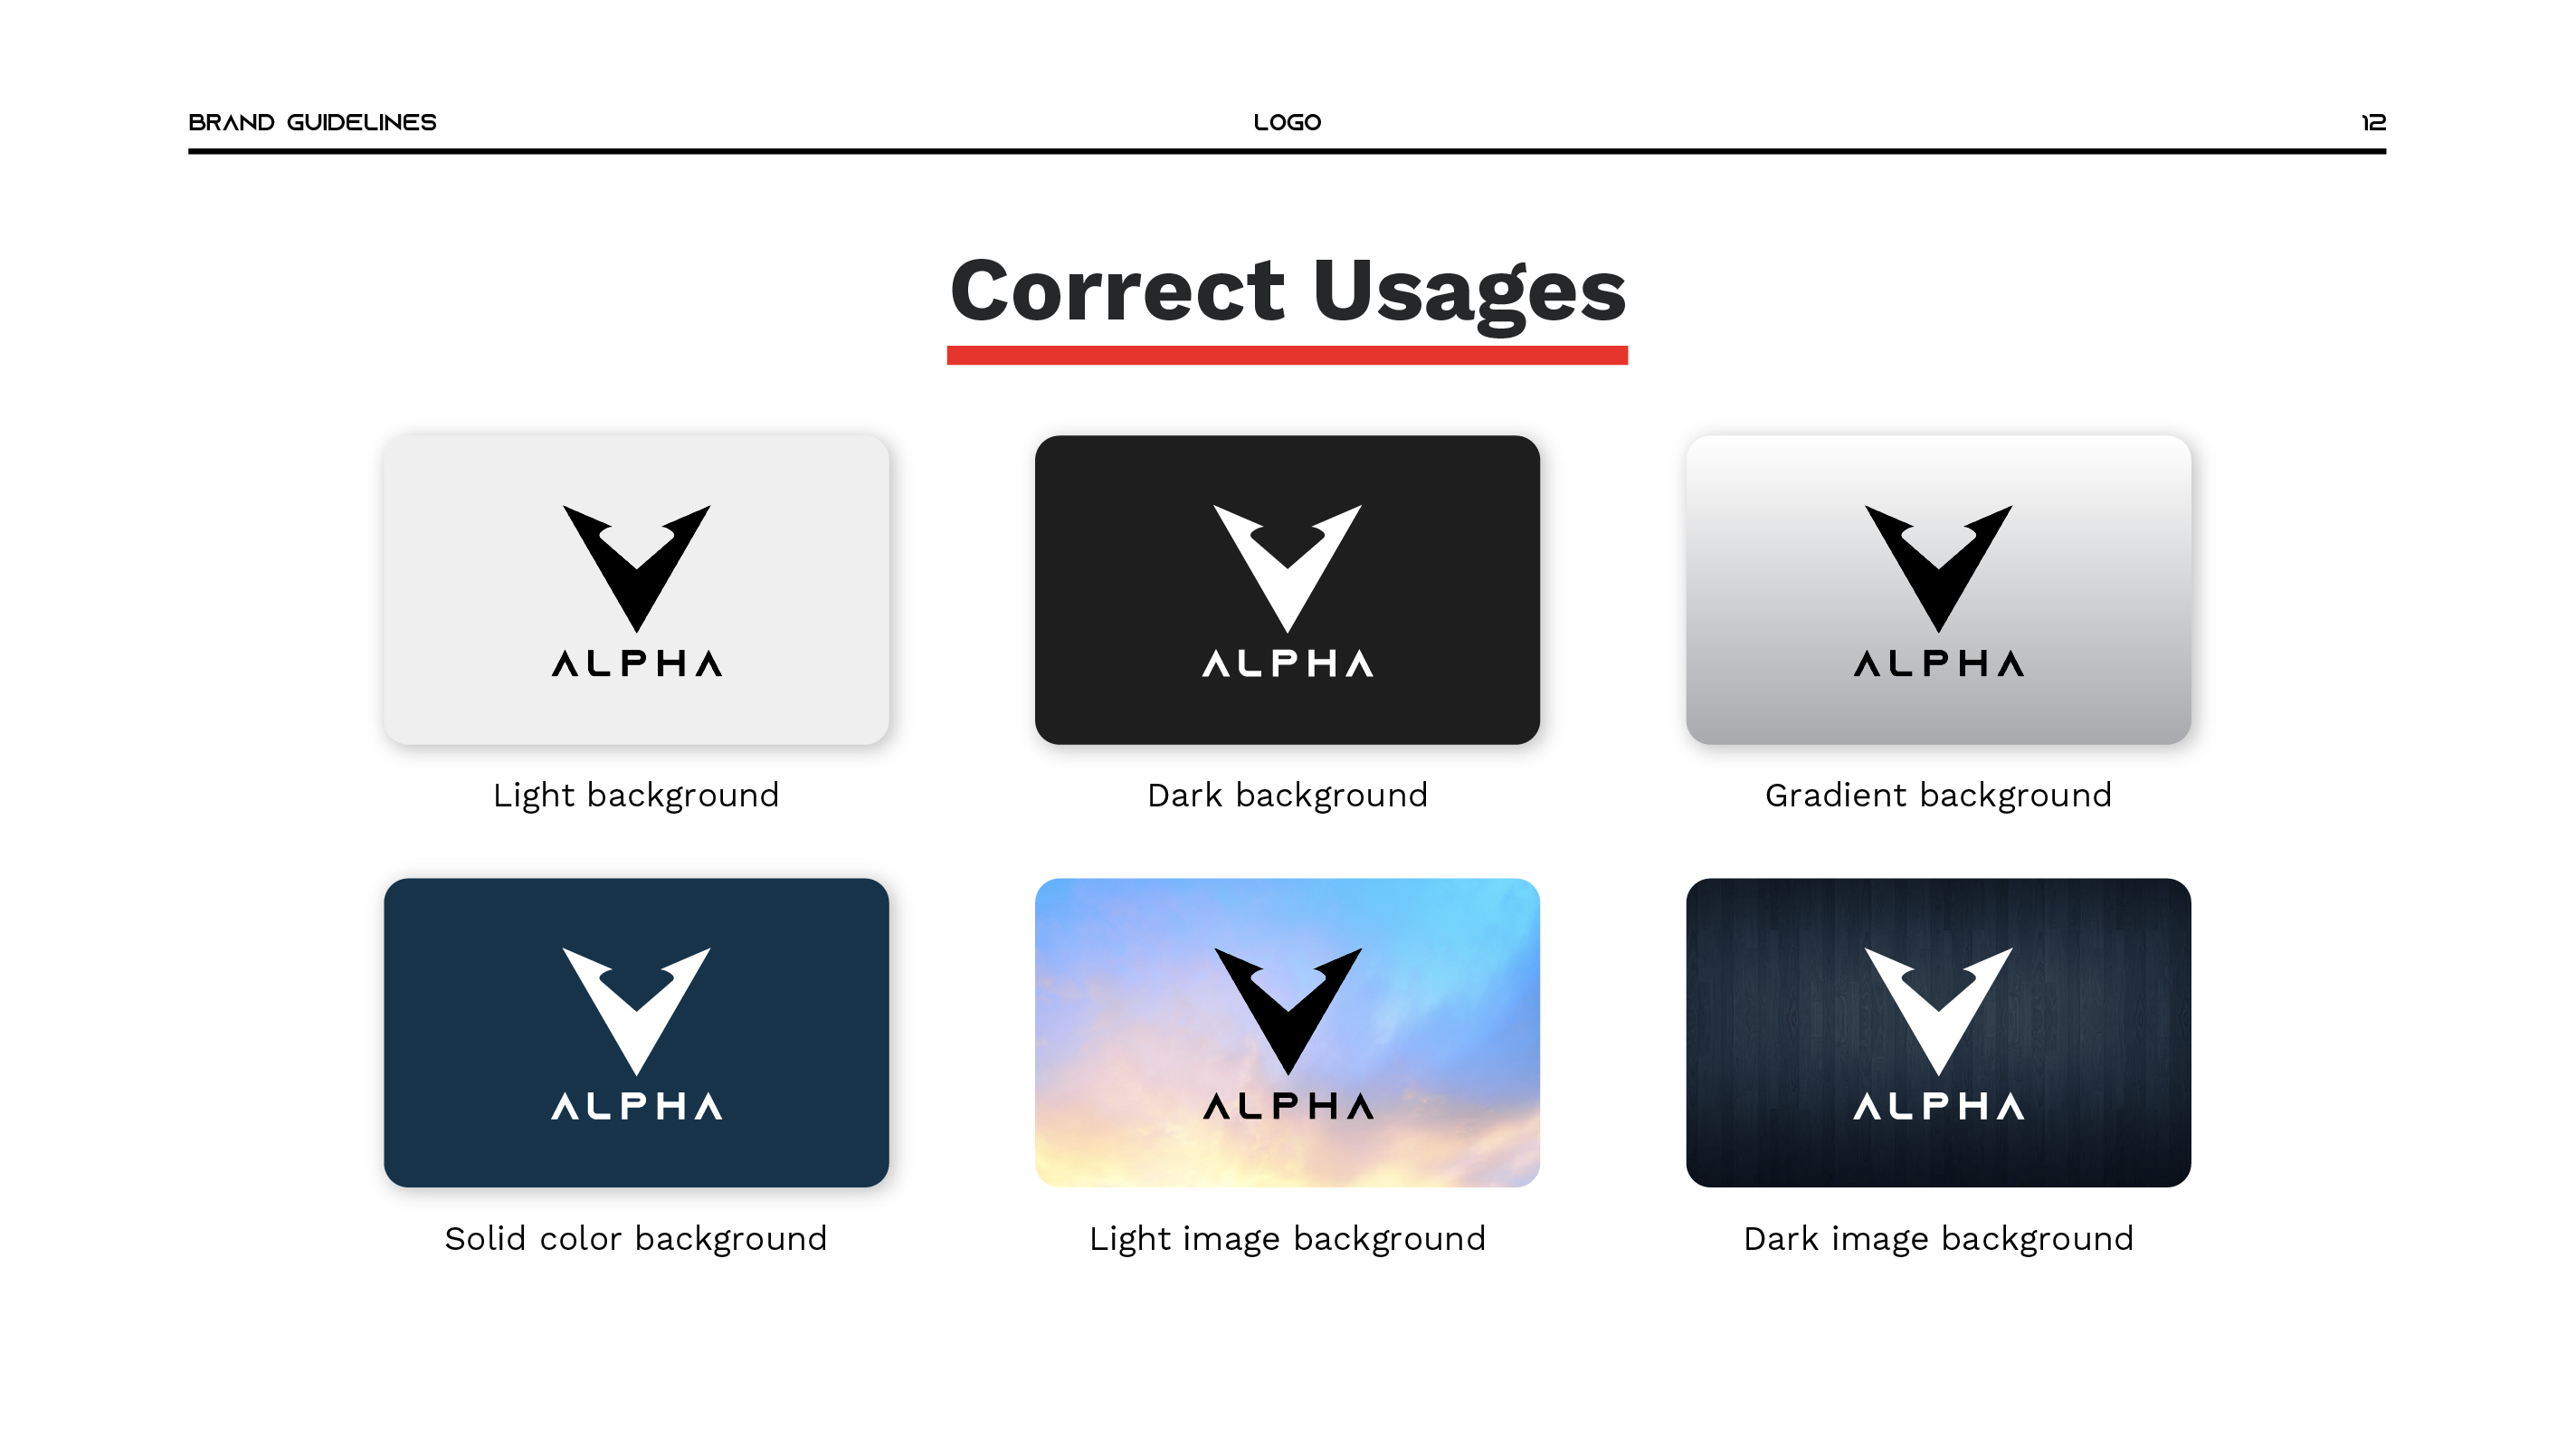 BRAND GUIDELINES
LOGO
12
Correct Usages
ALPHA
ALPHA
ALPHA
Light background
Dark background
Gradient background
ALPHA
ALPHA
ALPHA
Solid color background
Light image background
Dark image background